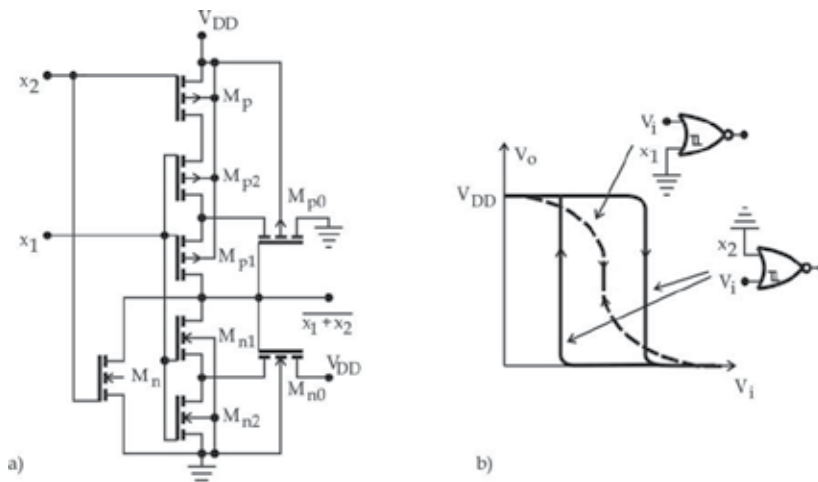 V_DD
x_2
M_p
M_p2
M_p0
x_1
M_p1
\overline{x_1+x_2}
M_n1
V_DD
M_n
M_n0
M_n2
a)
V_i
x_1
V_o
V_DD
x_2
V_i
V_i
b)